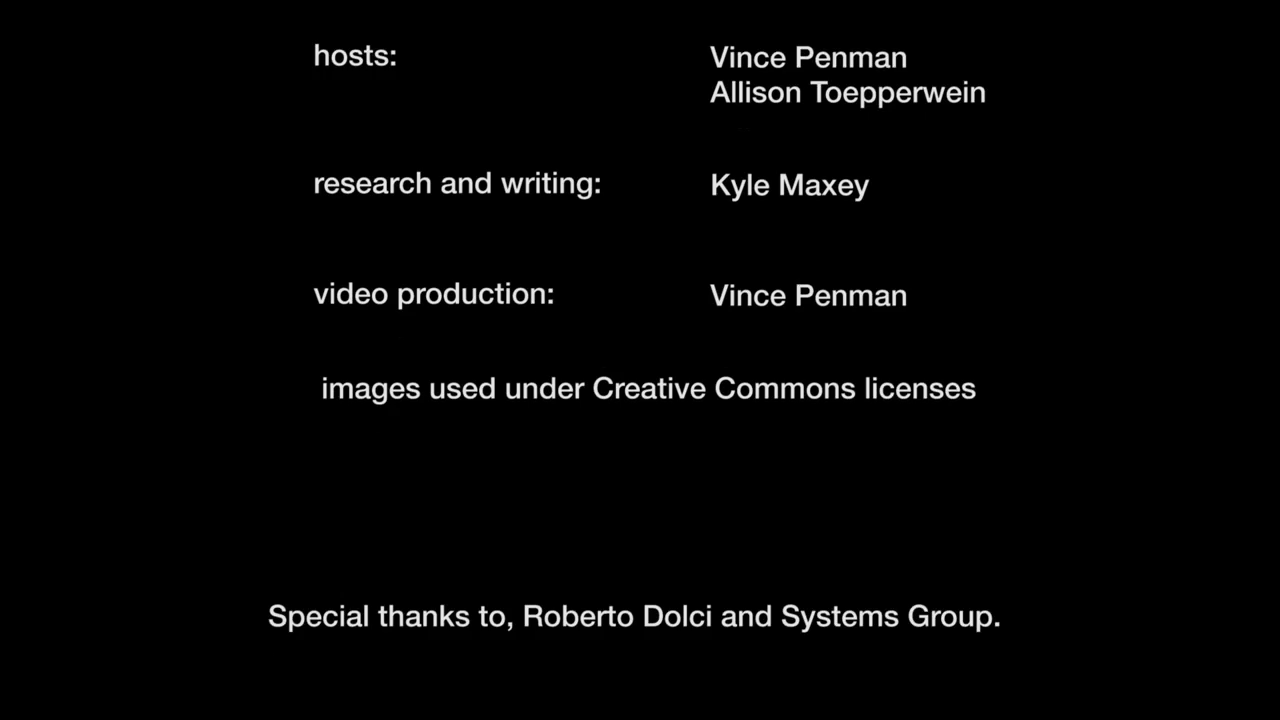 hosts: Vince Penman
Allison Toepperwein
research and writing: Kyle Maxey
video production: Vince Penman
images used under Creative Commons licenses
Special thanks to, Roberto Dolci and Systems Group.